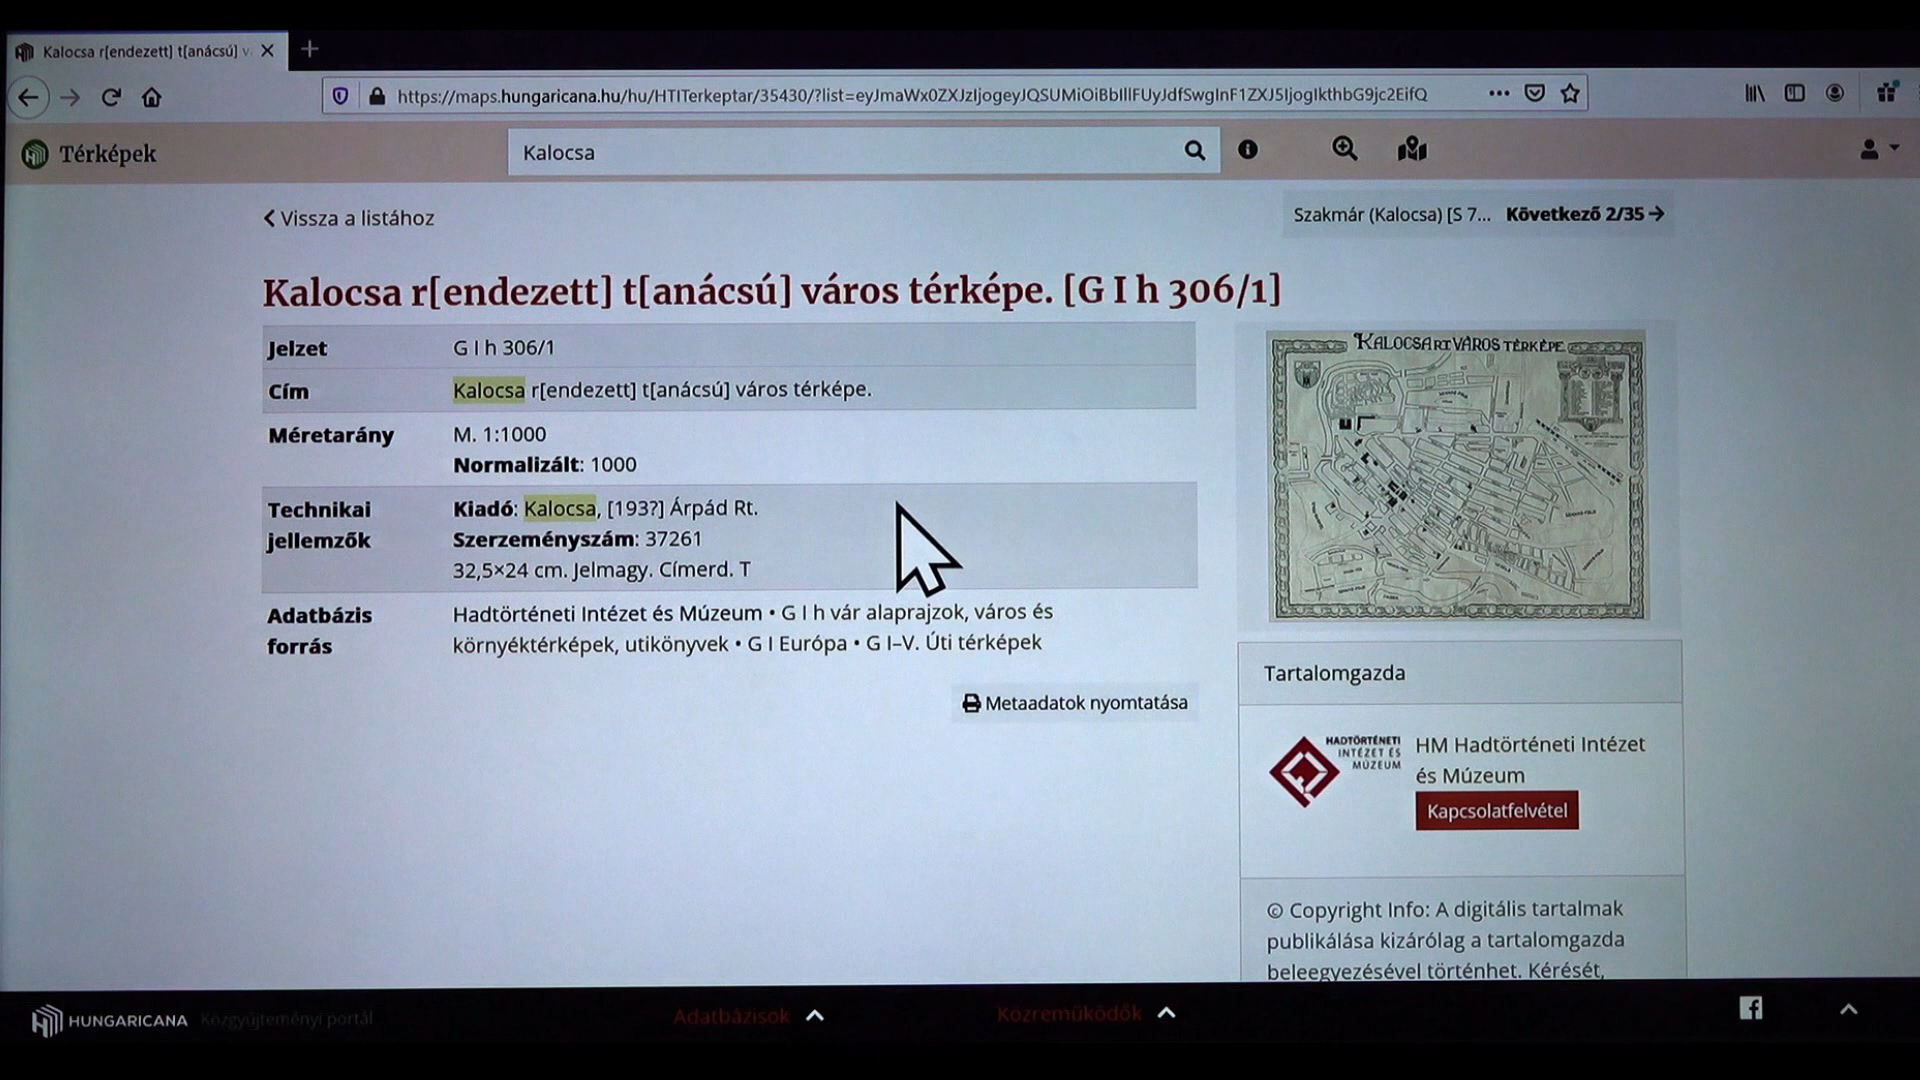 Kalocsa r[endezett] t[anácsú] v
https://maps.hungaricana.hu/hu/HTITerkeptar/35430/?list=eyJmaWx0ZXJzIjogeyJQSUMiOiBbIllFUyJdfSwgInF1ZXJ5IjogIkthbG9jc2EifQ
Térképek
Kalocsa
Vissza a listához
Szakmár (Kalocsa) [S 7... Következő 2/35
Kalocsa r[endezett] t[anácsú] város térképe. [G I h 306/1]
Jelzet G I h 306/1
Cím Kalocsa r[endezett] t[anácsú] város térképe.
Méretarány M. 1:1000
Normalizált: 1000
Technikai jellemzők Kiadó: Kalocsa, [193?] Árpád Rt.
Szerzeményszám: 37261
32,5×24 cm. Jelmagy. Címerd. T
Adatbázis forrás Hadtörténeti Intézet és Múzeum • G I h vár alaprajzok, város és
környéktérképek, utikönyvek • G I Európa • G I–V. Úti térképek
Metaadatok nyomtatása
KALOCSA RT VÁROS TÉRKÉPE
Tartalomgazda
HADTÖRTÉNETI
INTÉZET ÉS
MÚZEUM
HM Hadtörténeti Intézet
és Múzeum
Kapcsolatfelvétel
© Copyright Info: A digitális tartalmak
publikálása kizárólag a tartalomgazda
beleegyezésével történhet. Kérését,
HUNGARICANA Közgyűjteményi portál
Adatbázisok
Közreműködők